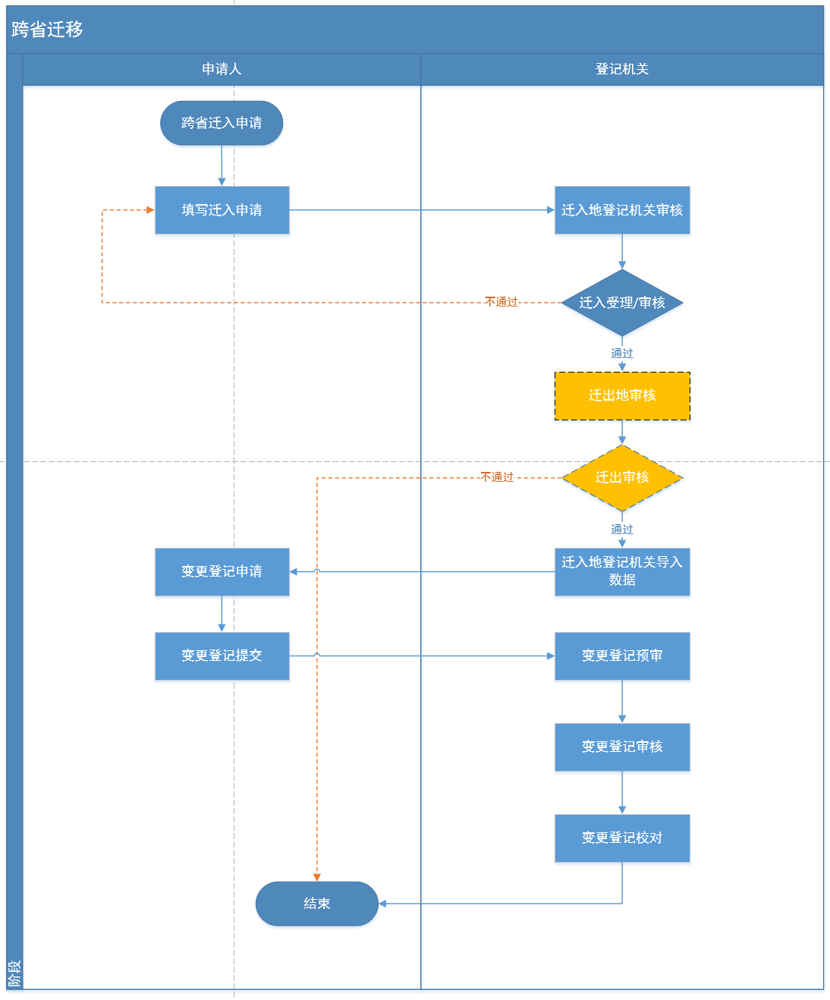 跨省迁移
申请人
登记机关
跨省迁入申请
填写迁入申请
迁入地登记机关审核
不通过
迁入受理/审核
通过
迁出地审核
不通过
迁出审核
通过
变更登记申请
迁入地登记机关导入
数据
变更登记提交
变更登记预审
变更登记审核
变更登记校对
结束
阶段